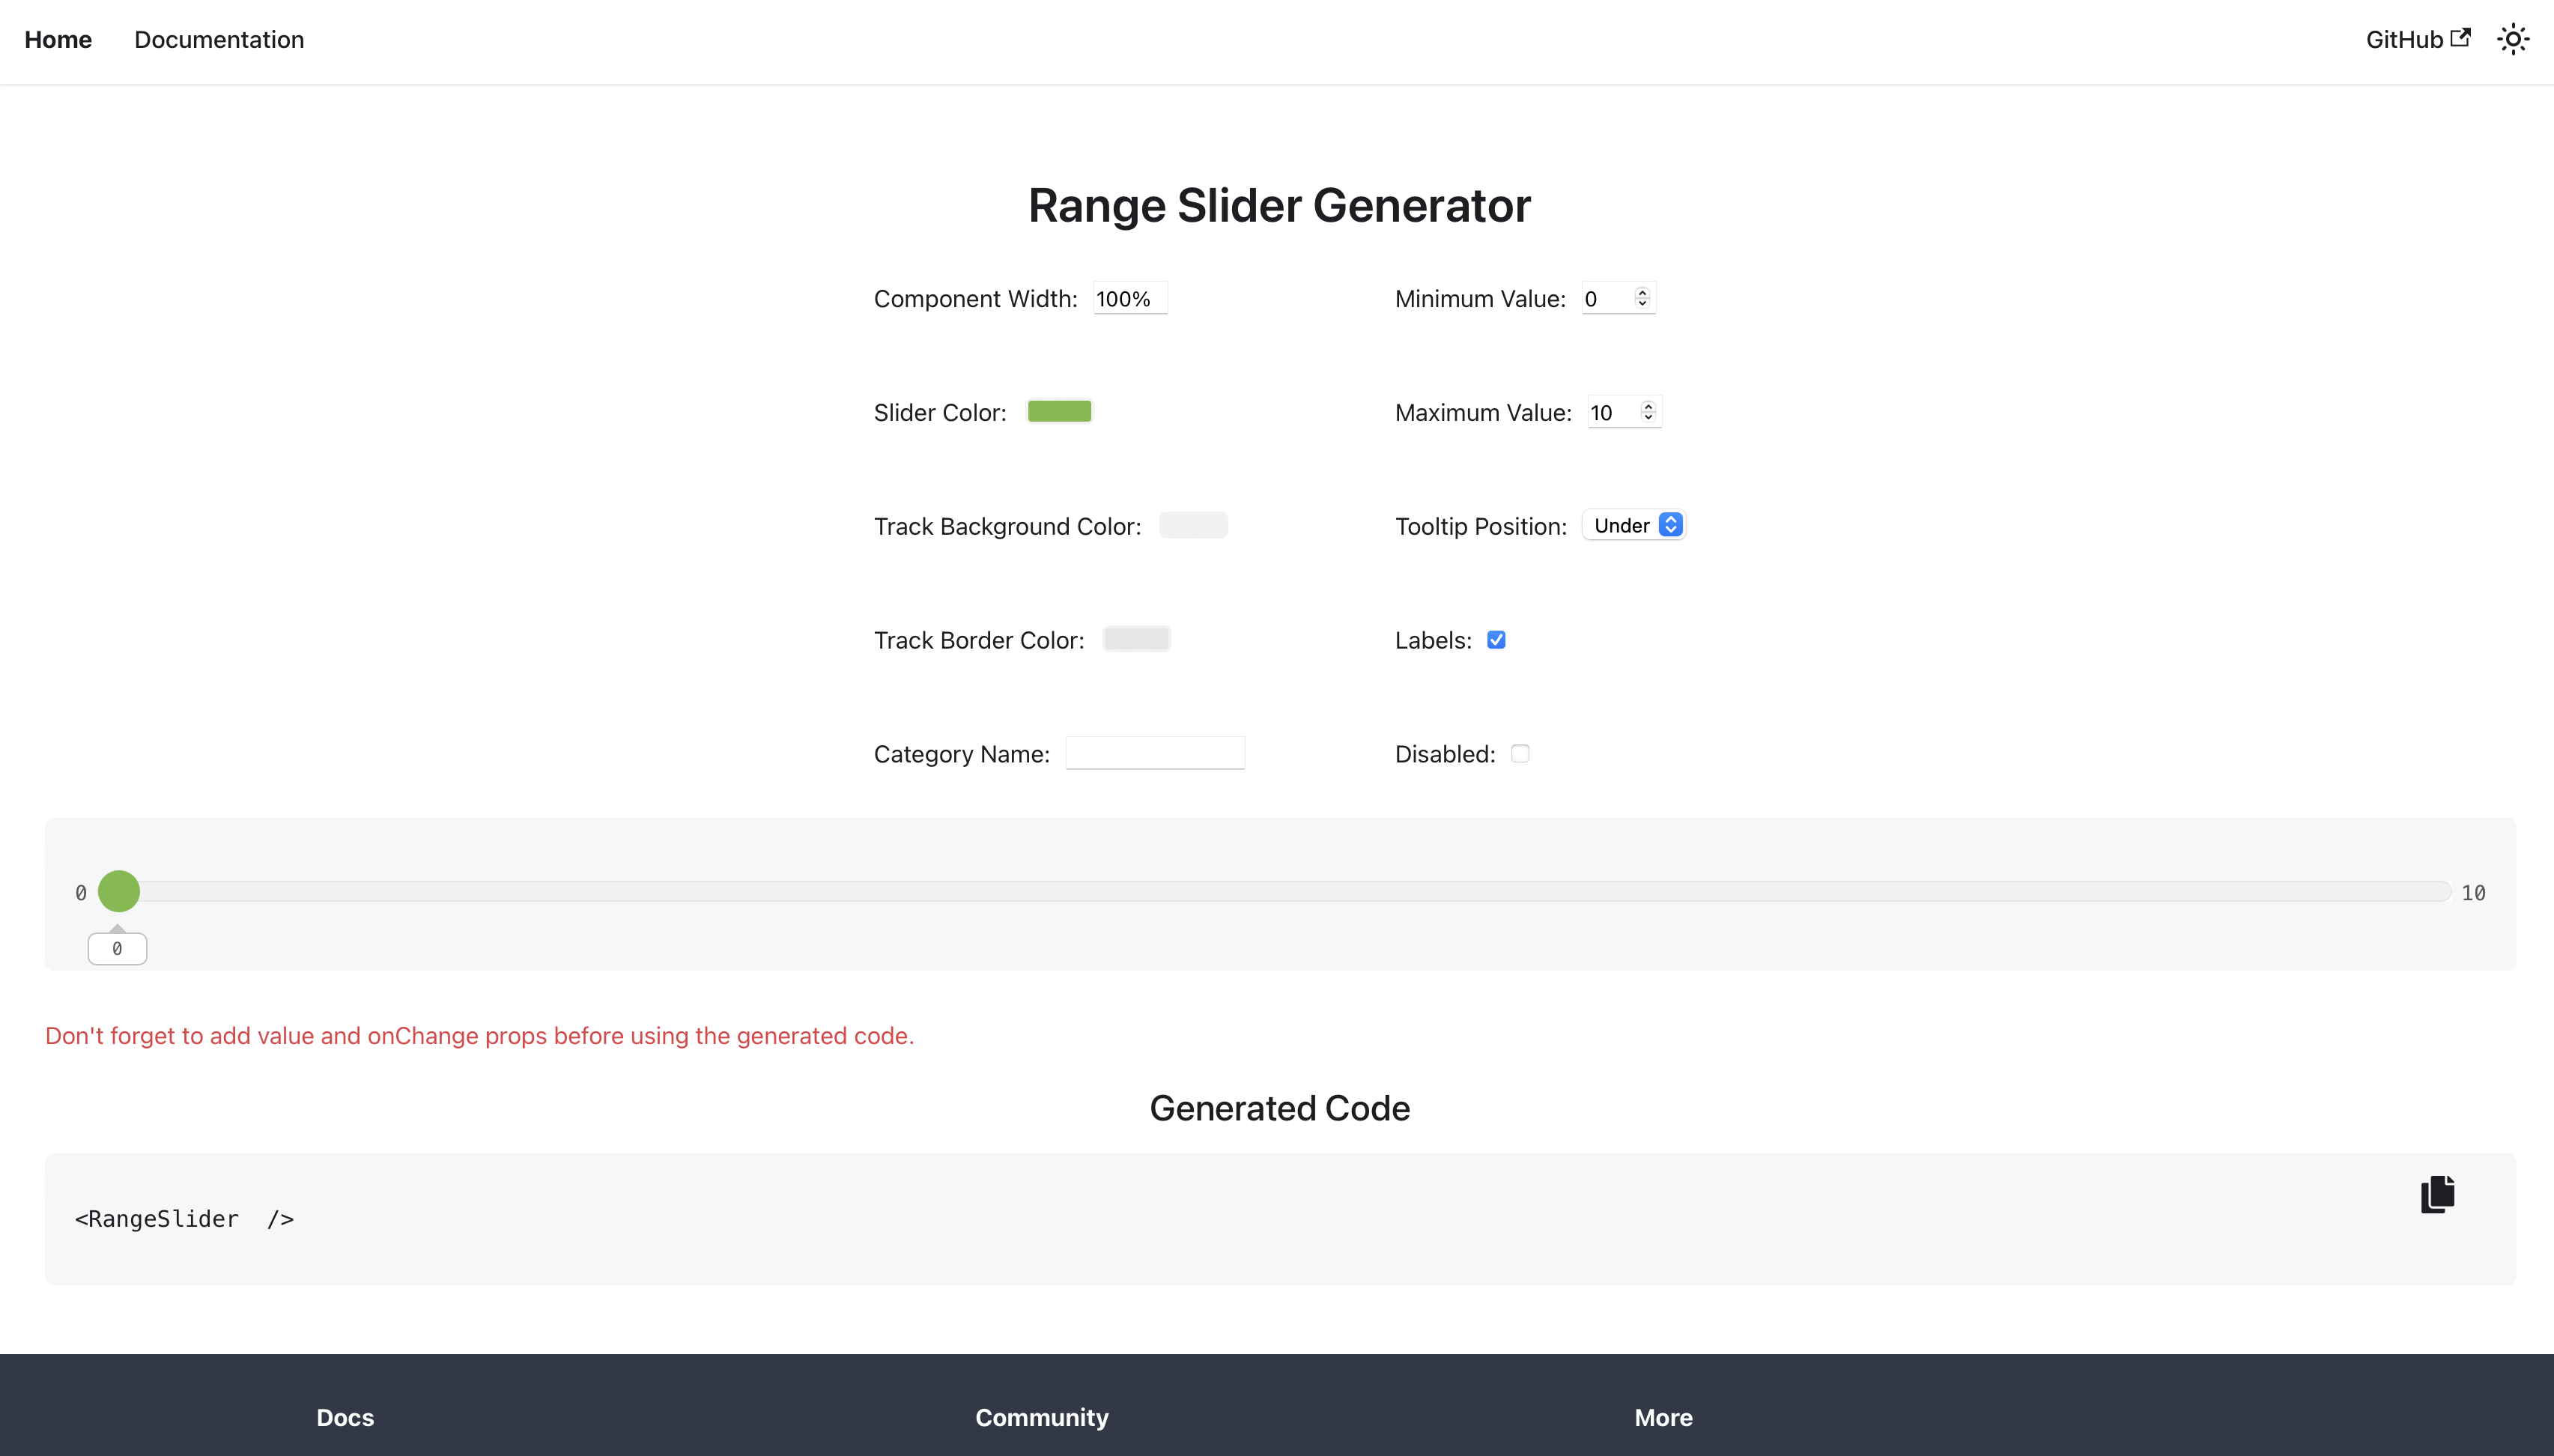 Home Documentation GitHub
Range Slider Generator
Component Width: 100% Minimum Value: 0
Slider Color: Maximum Value: 10
Track Background Color: Tooltip Position: Under
Track Border Color: Labels:
Category Name: Disabled:
0 10
0
Don't forget to add value and onChange props before using the generated code.
Generated Code
<RangeSlider  />
Docs Community More